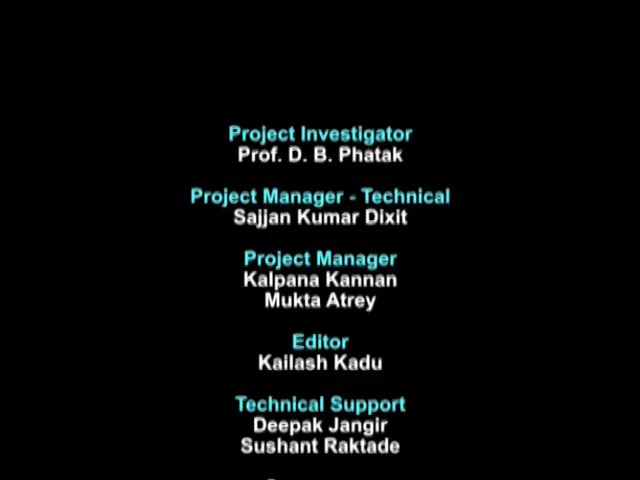 Project Investigator
Prof. D. B. Phatak
Project Manager - Technical
Sajjan Kumar Dixit
Project Manager
Kalpana Kannan
Mukta Atrey
Editor
Kailash Kadu
Technical Support
Deepak Jangir
Sushant Raktade